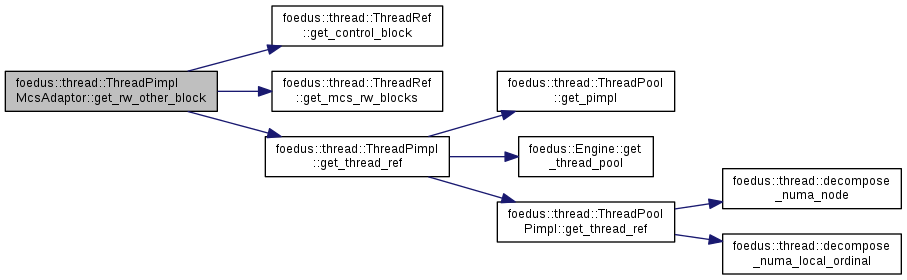 foedus::thread::ThreadRef
::get_control_block
foedus::thread::ThreadPimpl
McsAdaptor::get_rw_other_block
foedus::thread::ThreadRef
::get_mcs_rw_blocks
foedus::thread::ThreadPool
::get_pimpl
foedus::thread::ThreadPimpl
::get_thread_ref
foedus::Engine::get
_thread_pool
foedus::thread::ThreadPool
Pimpl::get_thread_ref
foedus::thread::decompose
_numa_node
foedus::thread::decompose
_numa_local_ordinal